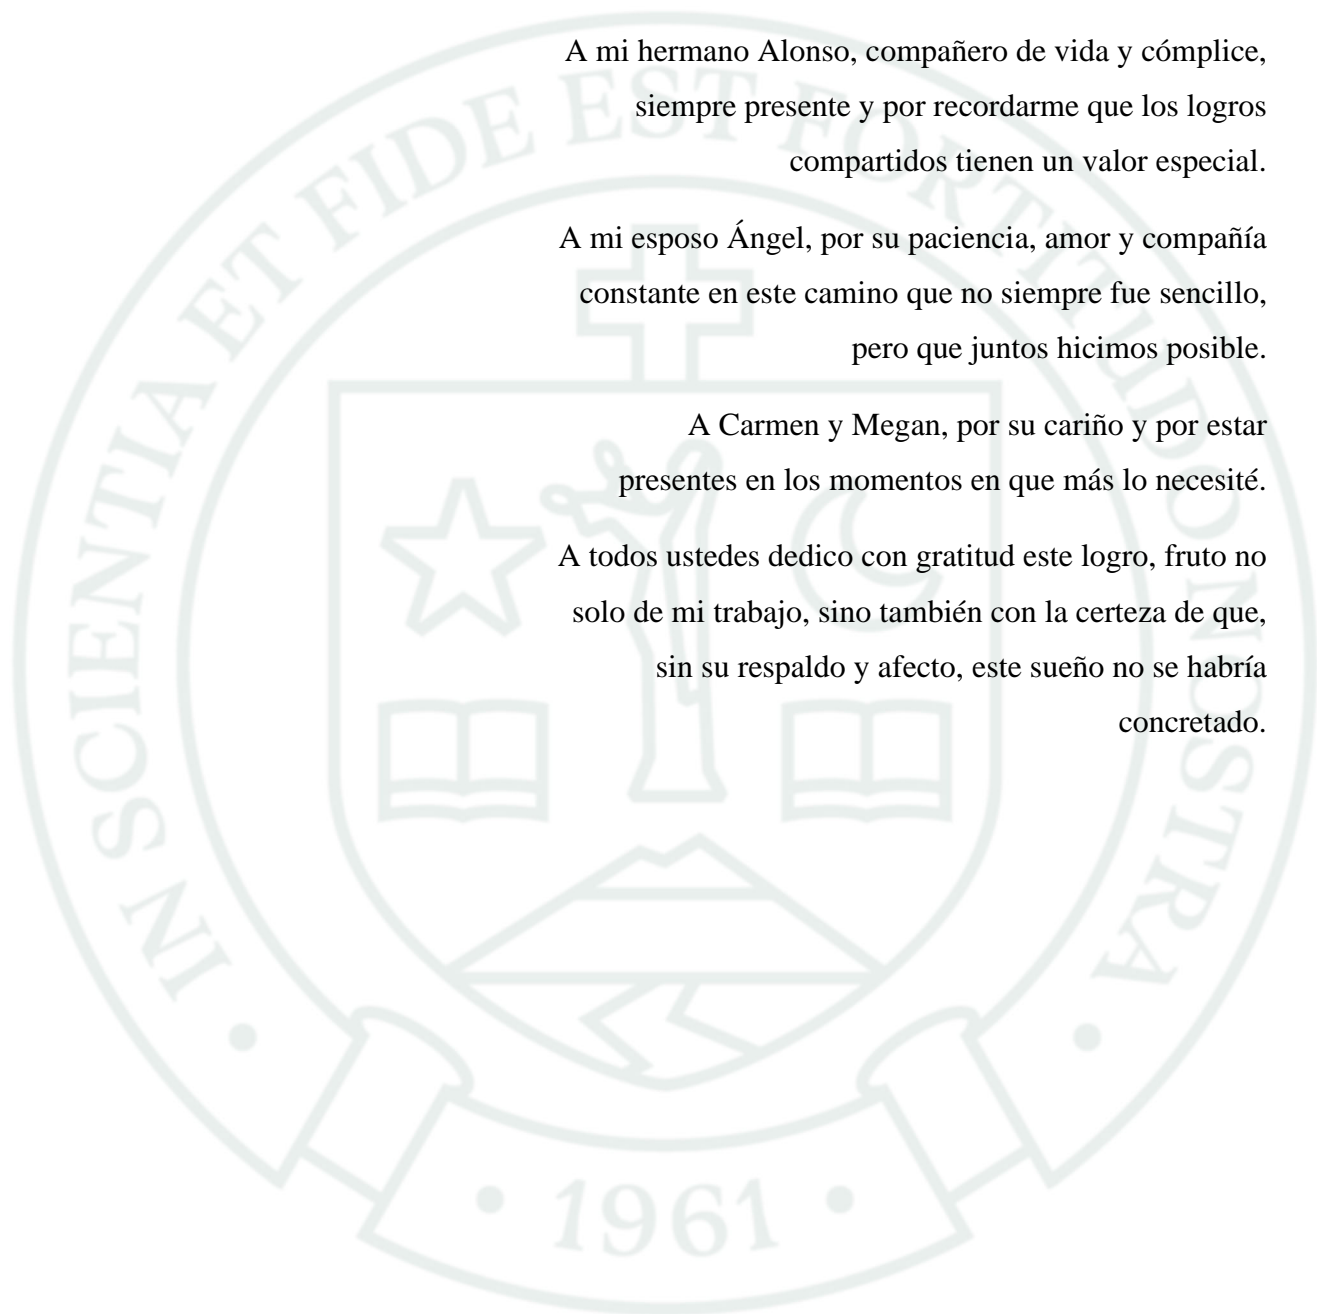 A mi hermano Alonso, compañero de vida y cómplice,
siempre presente y por recordarme que los logros
compartidos tienen un valor especial.
A mi esposo Ángel, por su paciencia, amor y compañía
constante en este camino que no siempre fue sencillo,
pero que juntos hicimos posible.
A Carmen y Megan, por su cariño y por estar
presentes en los momentos en que más lo necesité.
A todos ustedes dedico con gratitud este logro, fruto no
solo de mi trabajo, sino también con la certeza de que,
sin su respaldo y afecto, este sueño no se habría
concretado.
IN SCIENTIA ET FIDE EST FORTITUDO NOSTRA
• 1961 •